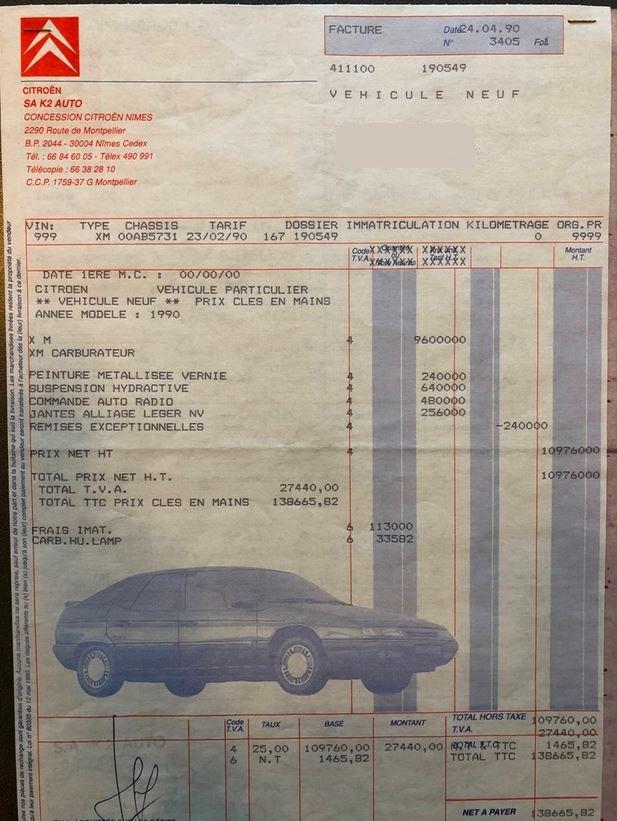 FACTURE Date 24.04.90
N° 3405 Fol.
411100 190549
VEHICULE NEUF
CITROËN
SA K2 AUTO
CONCESSION CITROËN NIMES
2290 Route de Montpellier
B.P. 2044 - 30004 Nîmes Cedex
Tél. : 66 84 60 05 - Télex 490 991
Télécopie : 66 38 28 10
C.C.P. 1759-37 G Montpellier
VIN: TYPE CHASSIS TARIF DOSSIER IMMATRICULATION KILOMETRAGE ORG.PR
999 XM 00AB5731 23/02/90 167 190549 0 9999
Code T.V.A. Montant H.T.
DATE 1ERE M.C. : 00/00/00
CITROEN VEHICULE PARTICULIER
** VEHICULE NEUF ** PRIX CLES EN MAINS
ANNEE MODELE : 1990
X M 4 9600000
XM CARBURATEUR
PEINTURE METALLISEE VERNIE 4 240000
SUSPENSION HYDRACTIVE 4 640000
COMMANDE AUTO RADIO 4 480000
JANTES ALLIAGE LEGER NV 4 256000
REMISES EXCEPTIONNELLES 4 -240000
PRIX NET HT 4 10976000
TOTAL PRIX NET H.T. 10976000
TOTAL T.V.A. 27440,00
TOTAL TTC PRIX CLES EN MAINS 138665,82
FRAIS IMAT. 6 113000
CARB.HU.LAMP 6 33582
Code T.V.A. TAUX BASE MONTANT TOTAL HORS TAXE 109760,00
T.V.A. 27440,00
4 25,00 109760,00 27440,00 TTC 1465,82
6 N.T 1465,82 TOTAL TTC 138665,82
NET A PAYER 138665,82